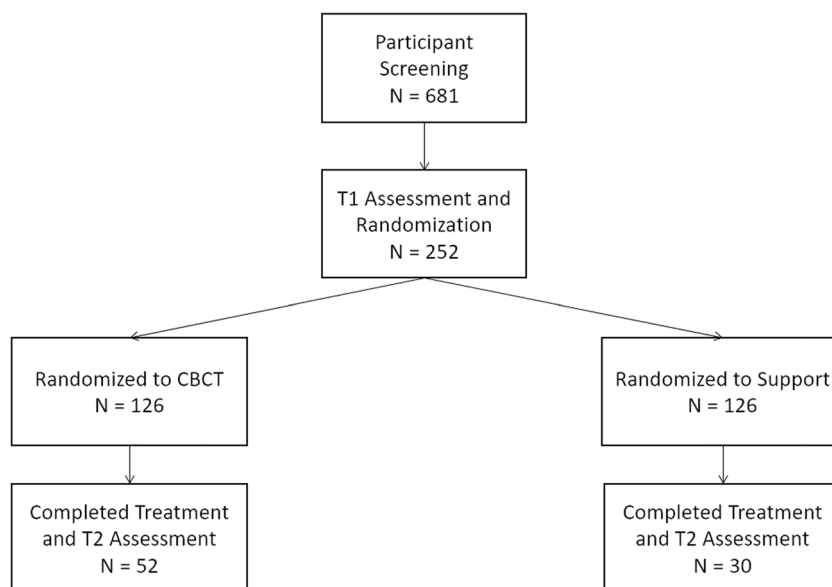 Participant
Screening
N = 681
T1 Assessment and
Randomization
N = 252
Randomized to CBCT
N = 126
Randomized to Support
N = 126
Completed Treatment
and T2 Assessment
N = 52
Completed Treatment
and T2 Assessment
N = 30